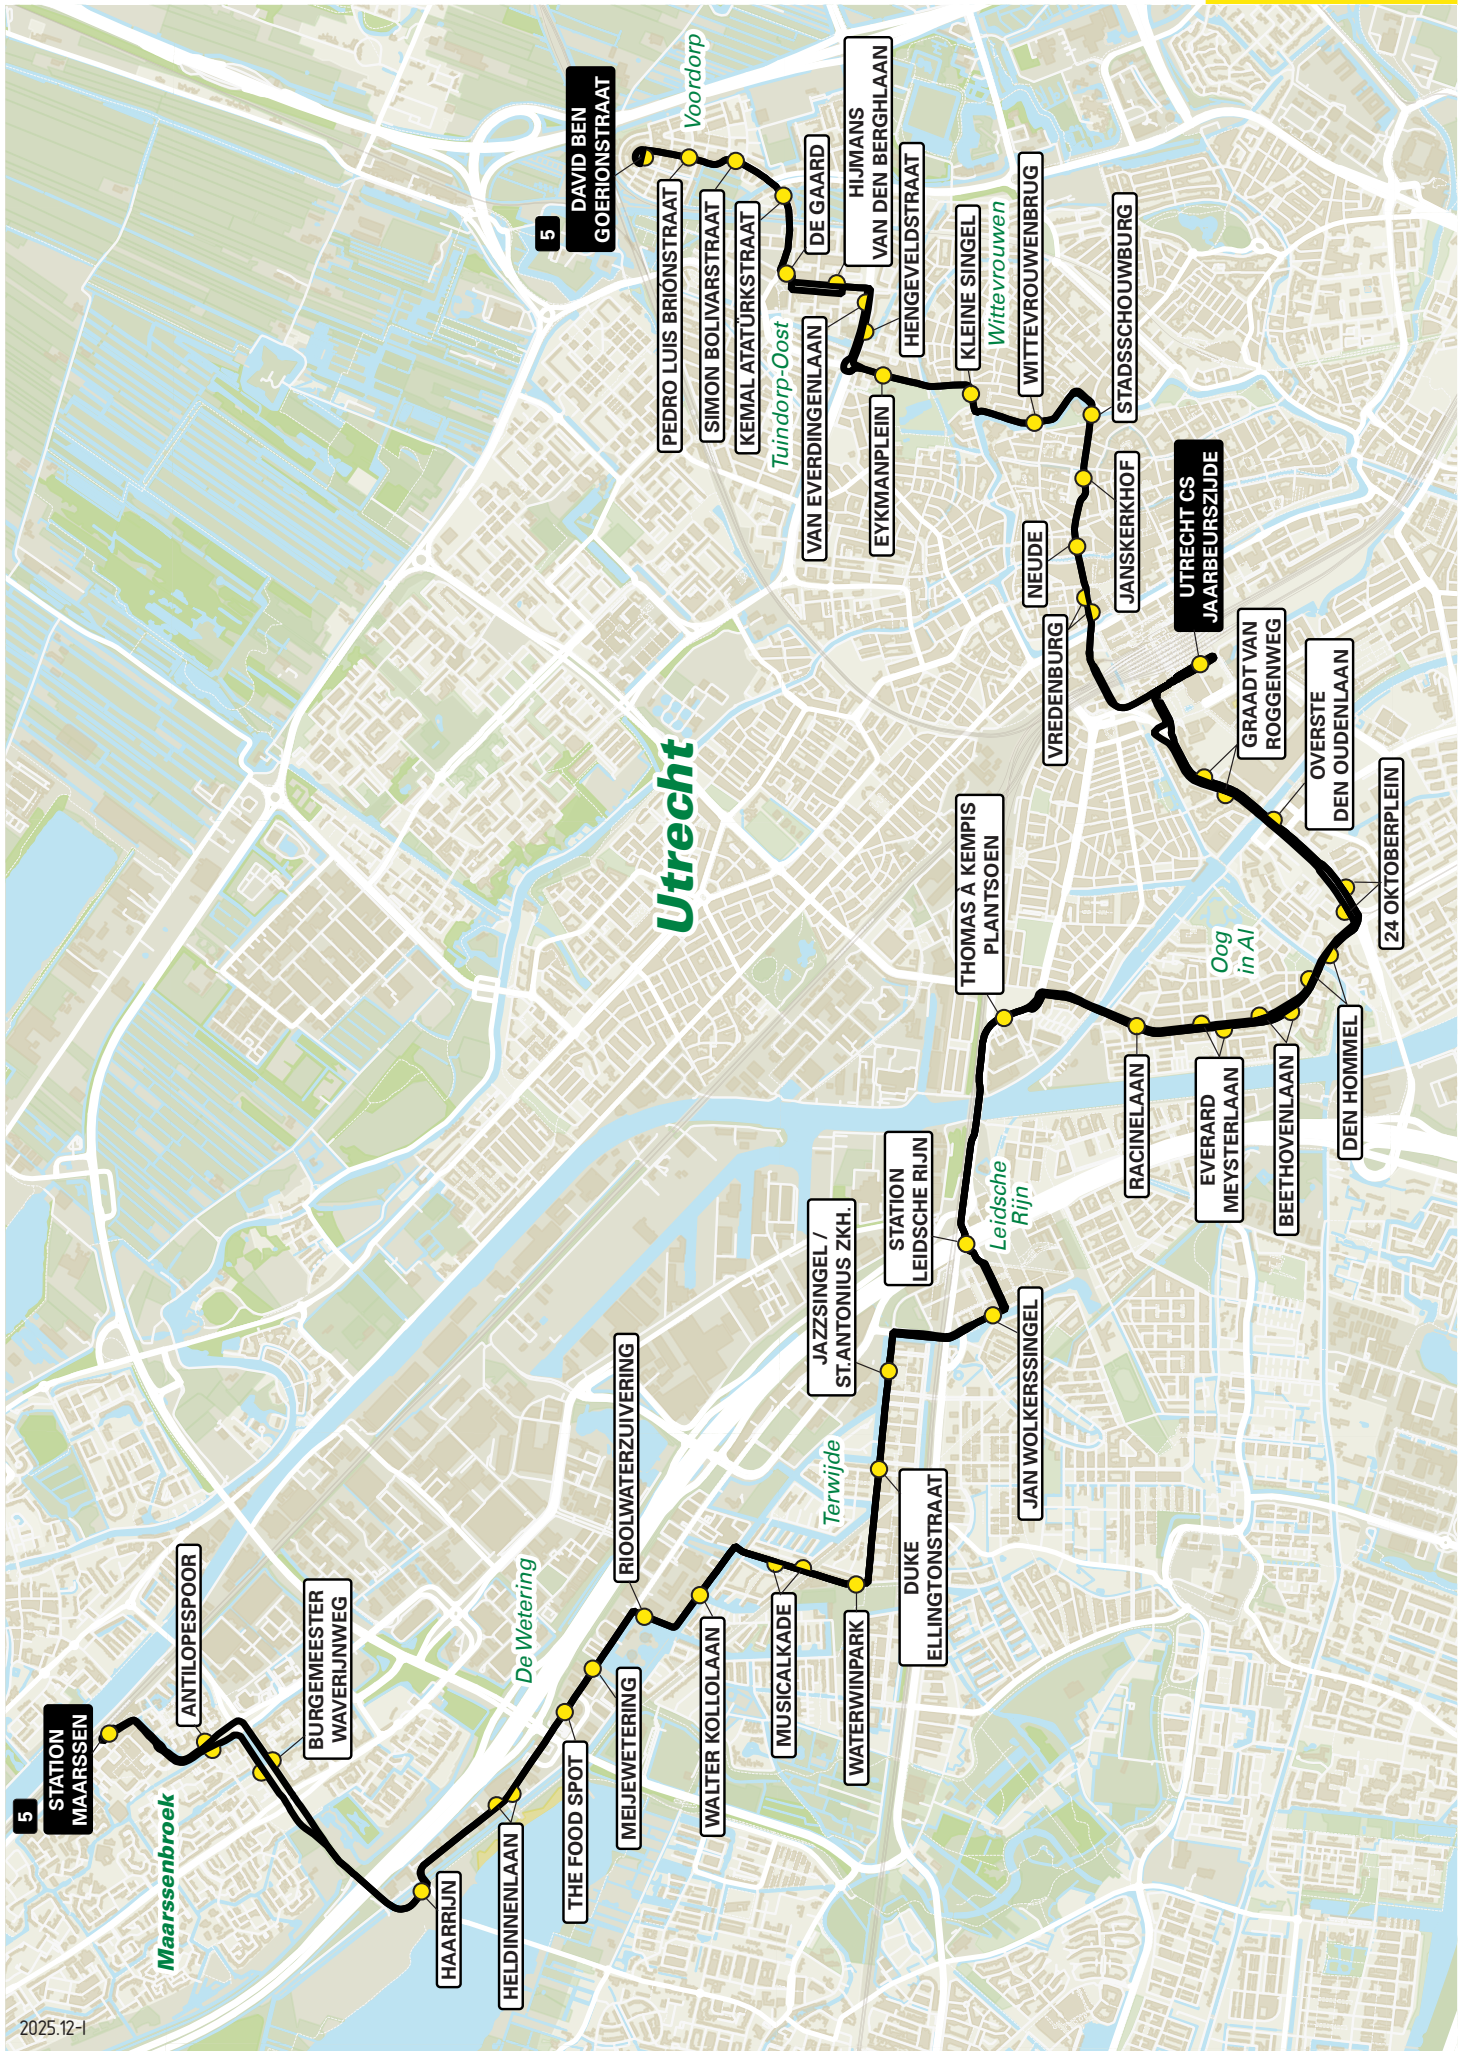 5
STATION
MAARSSEN
ANTILOPESPOOR
BURGEMEESTER
WAVERIJNWEG
Maarssenbroek
HAARRIJN
HELDINNENLAAN
THE FOOD SPOT
MEIJEWETERING
De Wetering
RIOOLWATERZUIVERING
WALTER KOLLOLAAN
MUSICALKADE
WATERWINPARK
Terwijde
DUKE
ELLINGTONSTRAAT
JAZZSINGEL /
ST.ANTONIUS ZKH.
JAN WOLKERSSINGEL
STATION
LEIDSCHE RIJN
Leidsche
Rijn
THOMAS À KEMPIS
PLANTSOEN
RACINELAAN
EVERARD
MEYSTERLAAN
BEETHOVENLAAN
DEN HOMMEL
Oog
in Al
24 OKTOBERPLEIN
OVERSTE
DEN OUDENLAAN
GRAADT VAN
ROGGENWEG
UTRECHT CS
JAARBEURSZIJDE
Utrecht
VREDENBURG
NEUDE
JANSKERKHOF
STADSSCHOUWBURG
WITTEVROUWENBRUG
Wittevrouwen
KLEINE SINGEL
EYKMANPLEIN
HENGEVELDSTRAAT
VAN EVERDINGENLAAN
HIJMANS
VAN DEN BERGHLAAN
Tuindorp-Oost
DE GAARD
KEMAL ATATÜRKSTRAAT
SIMON BOLIVARSTRAAT
PEDRO LUIS BRIÓNSTRAAT
Voordorp
5
DAVID BEN
GOERIONSTRAAT
2025.12-I